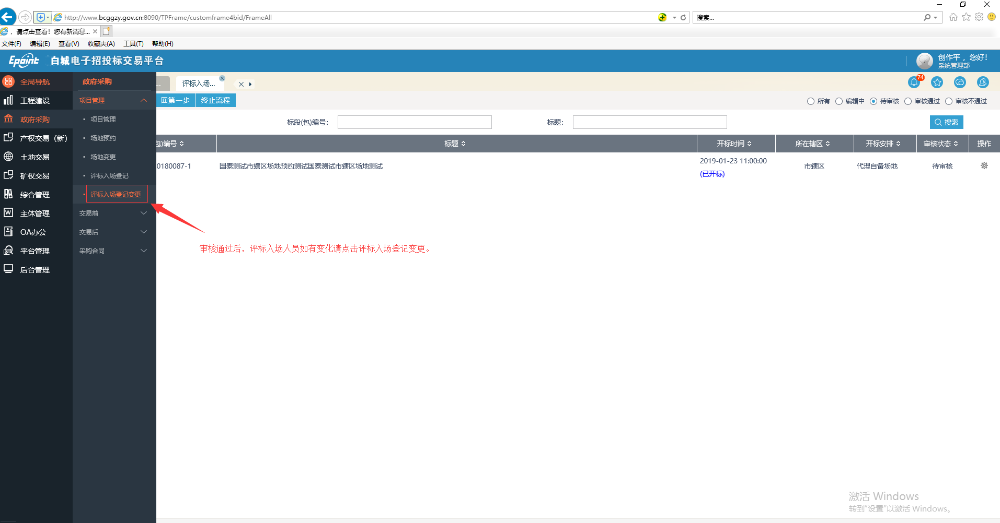 http://www.bcggzy.gov.cn:8090/TPFrame/customframe4bid/FrameAll
搜索...
，请点击查看！您有新消息...
文件(F) 编辑(E) 查看(V) 收藏夹(A) 工具(T) 帮助(H)
Epoint 白城电子招投标交易平台
创作平，您好！
系统管理部
全局导航
工程建设
政府采购
产权交易（新）
土地交易
矿权交易
综合管理
主体管理
OA办公
平台管理
后台管理
政府采购
项目管理
项目管理
场地预约
场地变更
评标入场登记
评标入场登记变更
交易前
交易后
采购合同
...
评标入场...
74
回第一步 终止流程
所有 编辑中 待审核 审核通过 审核不通过
标段(包)编号： 标题： 搜索
包)编号 标题 开标时间 所在辖区 开标安排 审核状态 操作
0180087-1 国泰测试市辖区场地预约测试国泰测试市辖区场地测试 2019-01-23 11:00:00 市辖区 代理自备场地 待审核
(已开标)
审核通过后，评标入场人员如有变化请点击评标入场登记变更。
激活 Windows
转到“设置”以激活 Windows。